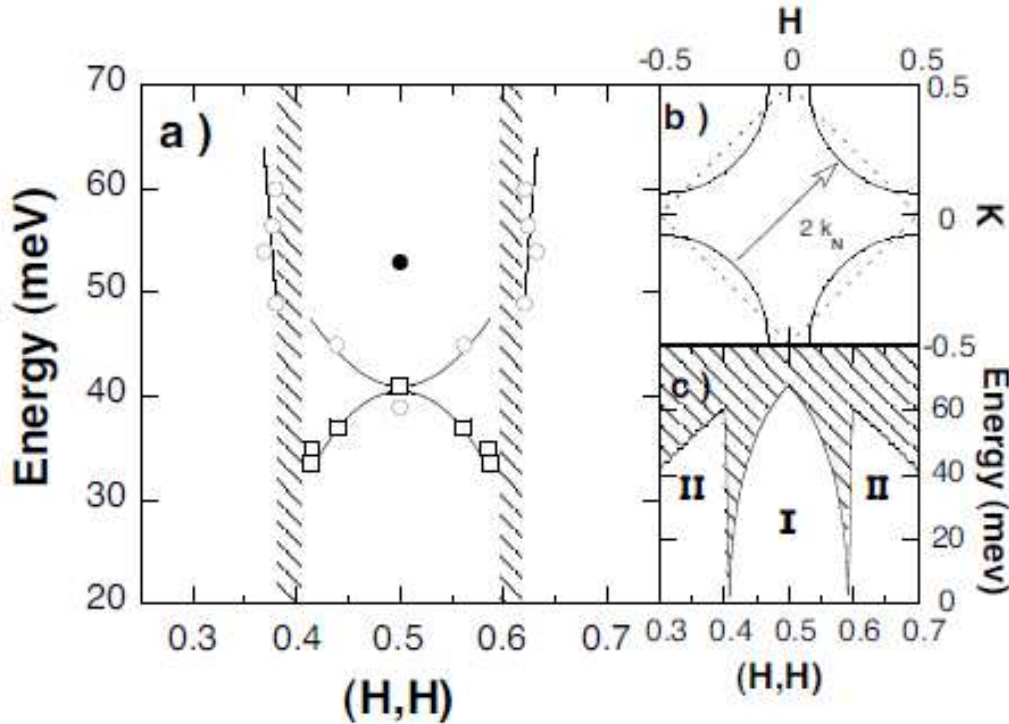 H
-0.5 0 0.5
70
60
50
40
30
20
Energy (meV)
a )
0.3 0.4 0.5 0.6 0.7
(H,H)
b )
2 k_N
0.5
0
-0.5
K
c )
II I II
60
40
20
0
Energy (mev)
0.3 0.4 0.5 0.6 0.7
(H,H)